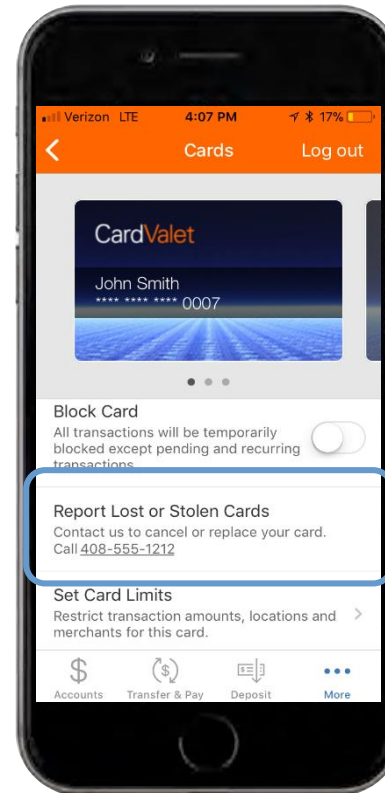 Verizon LTE 4:07 PM 17%
Cards Log out
CardValet
John Smith
**** **** **** 0007
Block Card
All transactions will be temporarily
blocked except pending and recurring
transactions
Report Lost or Stolen Cards
Contact us to cancel or replace your card.
Call 408-555-1212
Set Card Limits
Restrict transaction amounts, locations and
merchants for this card.
Accounts Transfer & Pay Deposit More